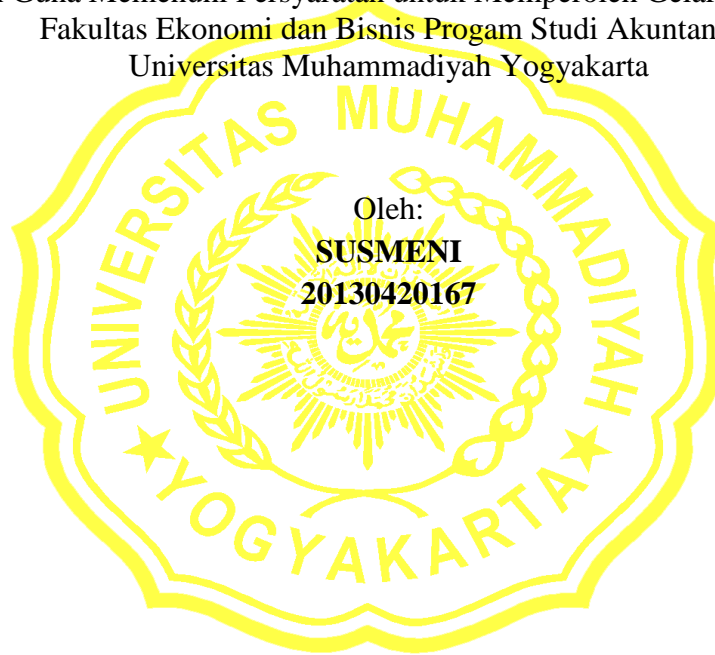 Guna Memenuhi Persyaratan untuk Memperoleh Gelar
Fakultas Ekonomi dan Bisnis Progam Studi Akuntan
Universitas Muhammadiyah Yogyakarta
UNIVERSITAS MUHAMMADIYAH
YOGYAKARTA
Oleh:
SUSMENI
20130420167